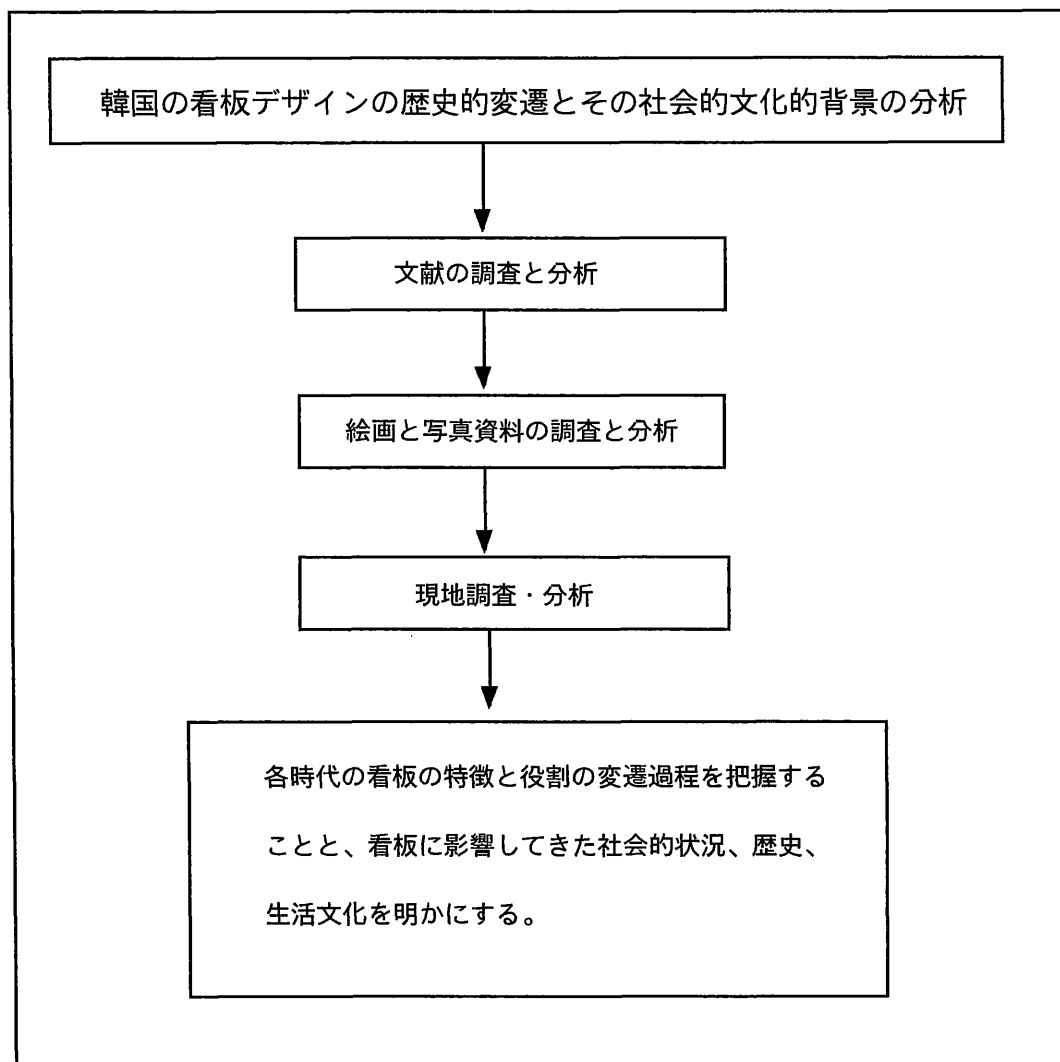 韓国の看板デザインの歴史的変遷とその社会的文化的背景の分析
文献の調査と分析
絵画と写真資料の調査と分析
現地調査・分析
各時代の看板の特徴と役割の変遷過程を把握する
ことと、看板に影響してきた社会的状況、歴史、
生活文化を明かにする。